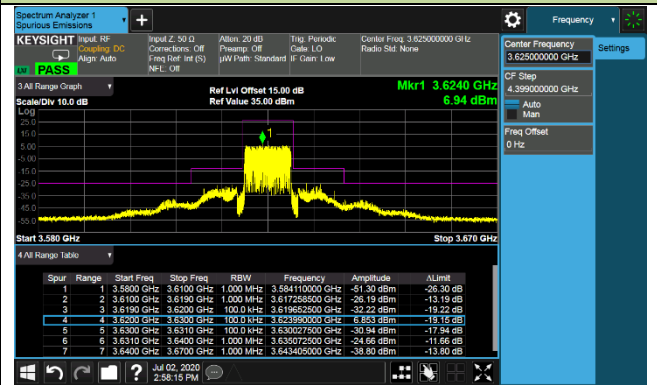 Spectrum Analyzer 1
Spurious Emissions
Frequency
KEYSIGHT
Input: RF
Coupling: DC
Align: Auto
Input Z: 50 Ω
Corrections: Off
Freq Ref: Int (S)
NFE: Off
Atten: 20 dB
Preamp: Off
µW Path: Standard
Trig: Periodic
Gate: LO
IF Gain: Low
Center Freq: 3.625000000 GHz
Radio Std: None
PASS
Center Frequency
3.625000000 GHz
Settings
CF Step
4.399000000 GHz
Auto
Man
Freq Offset
0 Hz
3 All Range Graph
Scale/Div 10.0 dB
Ref Lvl Offset 15.00 dB
Ref Value 35.00 dBm
Mkr1 3.6240 GHz
6.94 dBm
Log
25.0
15.0
5.00
-5.00
-15.0
-25.0
-35.0
-45.0
-55.0
1
Start 3.580 GHz
Stop 3.670 GHz
4 All Range Table
Spur Range Start Freq Stop Freq RBW Frequency Amplitude ΔLimit
1 1 3.5800 GHz 3.6100 GHz 1.000 MHz 3.584110000 GHz -51.30 dBm -26.30 dB
2 2 3.6100 GHz 3.6190 GHz 1.000 MHz 3.617258500 GHz -26.19 dBm -13.19 dB
3 3 3.6190 GHz 3.6200 GHz 100.0 kHz 3.619652500 GHz -32.22 dBm -19.22 dB
4 4 3.6200 GHz 3.6300 GHz 100.0 kHz 3.623990000 GHz 6.853 dBm -19.15 dB
5 5 3.6300 GHz 3.6310 GHz 100.0 kHz 3.630027500 GHz -30.94 dBm -17.94 dB
6 6 3.6310 GHz 3.6400 GHz 1.000 MHz 3.635072500 GHz -24.66 dBm -11.66 dB
7 7 3.6400 GHz 3.6700 GHz 1.000 MHz 3.643405000 GHz -38.80 dBm -13.80 dB
Jul 02, 2020
2:58:15 PM